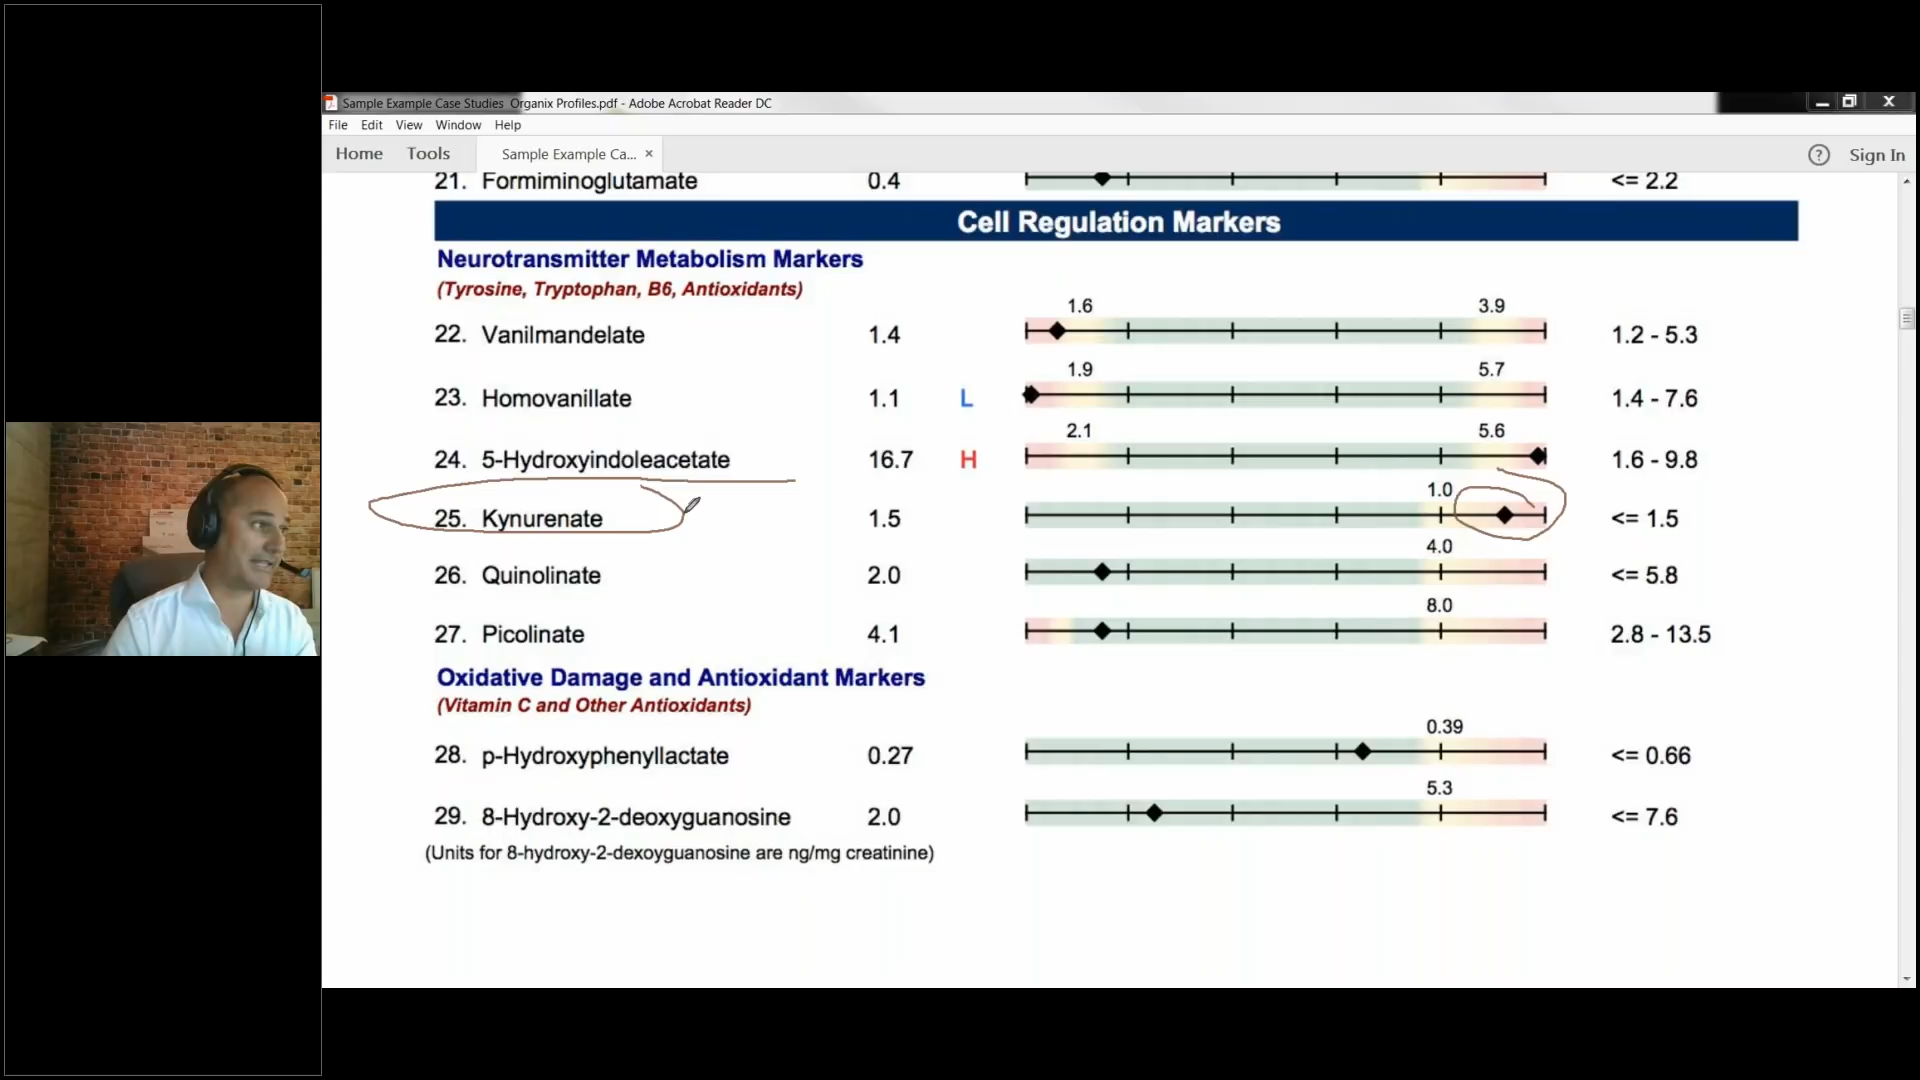 Sample Example Case Studies_Organix Profiles.pdf - Adobe Acrobat Reader DC
File Edit View Window Help
Home Tools Sample Example Ca... × ? Sign In
21. Formiminoglutamate 0.4 <= 2.2
Cell Regulation Markers
Neurotransmitter Metabolism Markers
(Tyrosine, Tryptophan, B6, Antioxidants)
1.6 3.9
22. Vanilmandelate 1.4 1.2 - 5.3
1.9 5.7
23. Homovanillate 1.1 L 1.4 - 7.6
2.1 5.6
24. 5-Hydroxyindoleacetate 16.7 H 1.6 - 9.8
1.0
25. Kynurenate 1.5 <= 1.5
4.0
26. Quinolinate 2.0 <= 5.8
8.0
27. Picolinate 4.1 2.8 - 13.5
Oxidative Damage and Antioxidant Markers
(Vitamin C and Other Antioxidants)
0.39
28. p-Hydroxyphenyllactate 0.27 <= 0.66
5.3
29. 8-Hydroxy-2-deoxyguanosine 2.0 <= 7.6
(Units for 8-hydroxy-2-dexoyguanosine are ng/mg creatinine)